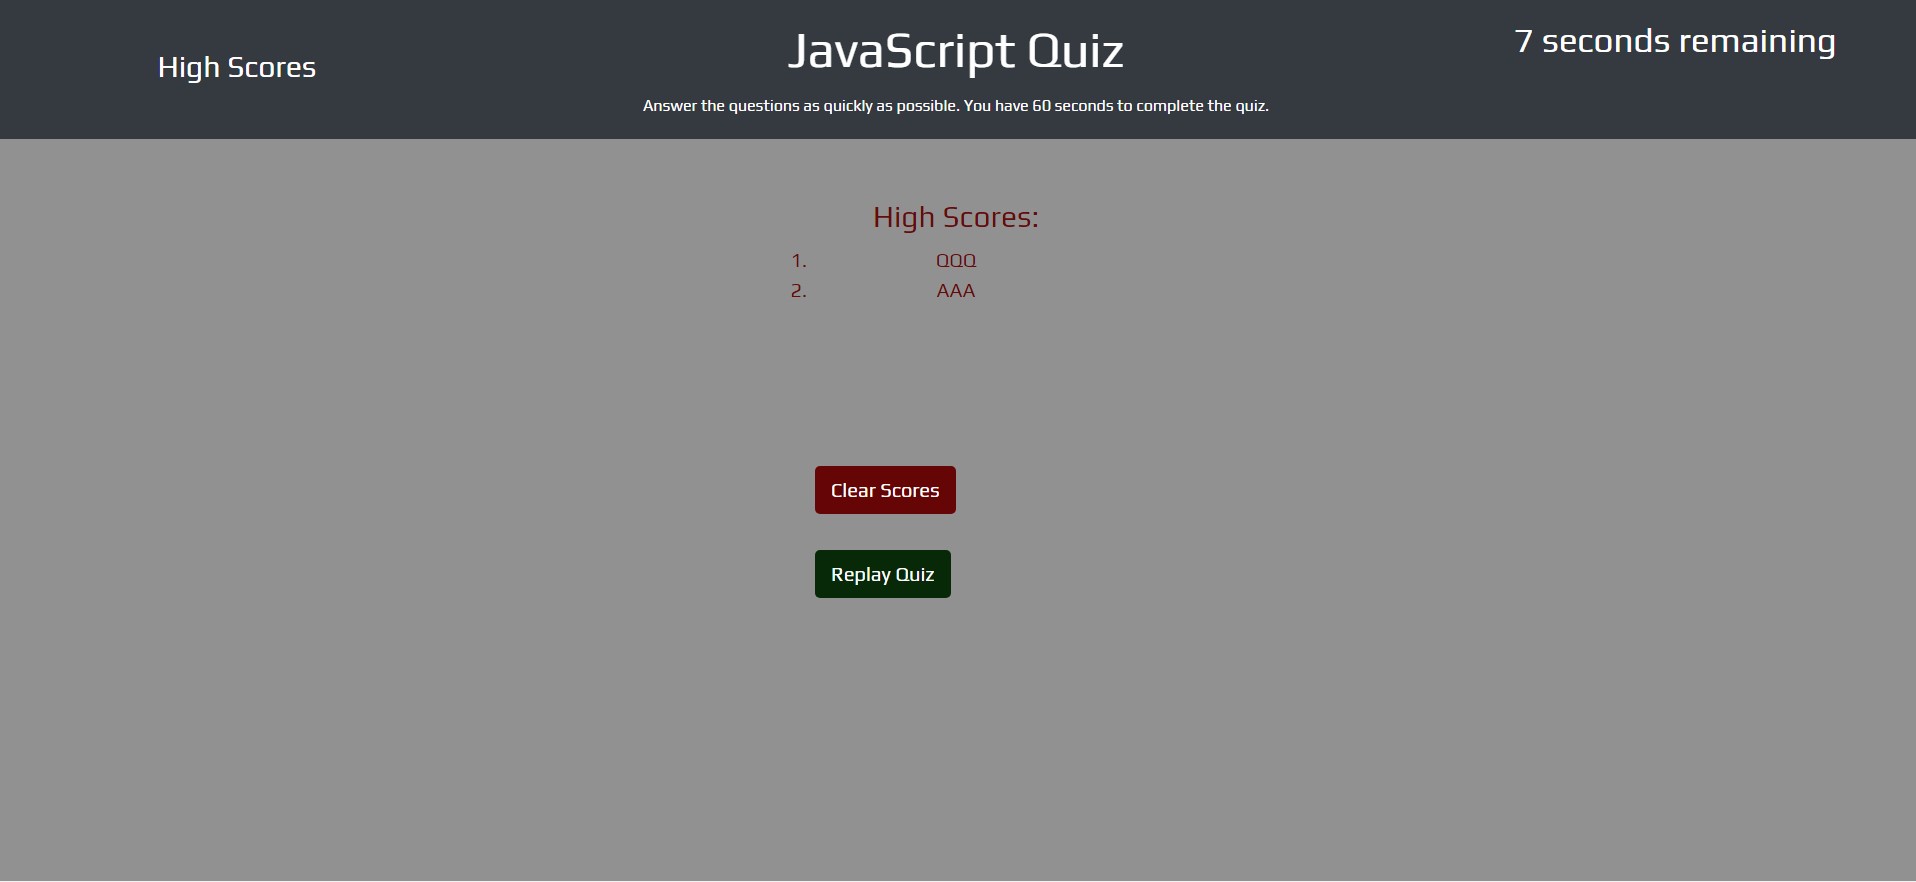 High Scores
JavaScript Quiz
Answer the questions as quickly as possible. You have 60 seconds to complete the quiz.
7 seconds remaining
High Scores:
1. QQQ
2. AAA
Clear Scores
Replay Quiz